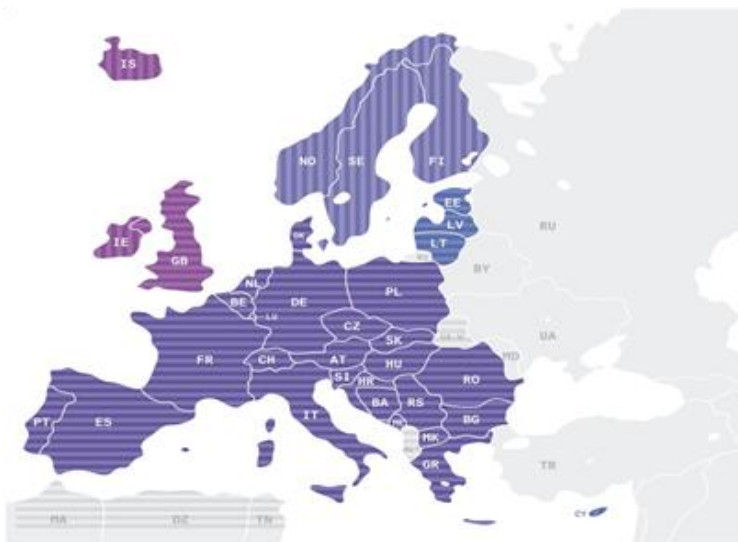 IS
NO
SE
FI
EE
LV
RU
LT
IE
GB
BY
DK
NL
BE
DE
PL
LU
CZ
UA
SK
MD
FR
CH
AT
HU
SI
HR
RO
BA
RS
PT
ES
IT
BG
ME
MK
GR
TR
CY
MA
DZ
TN